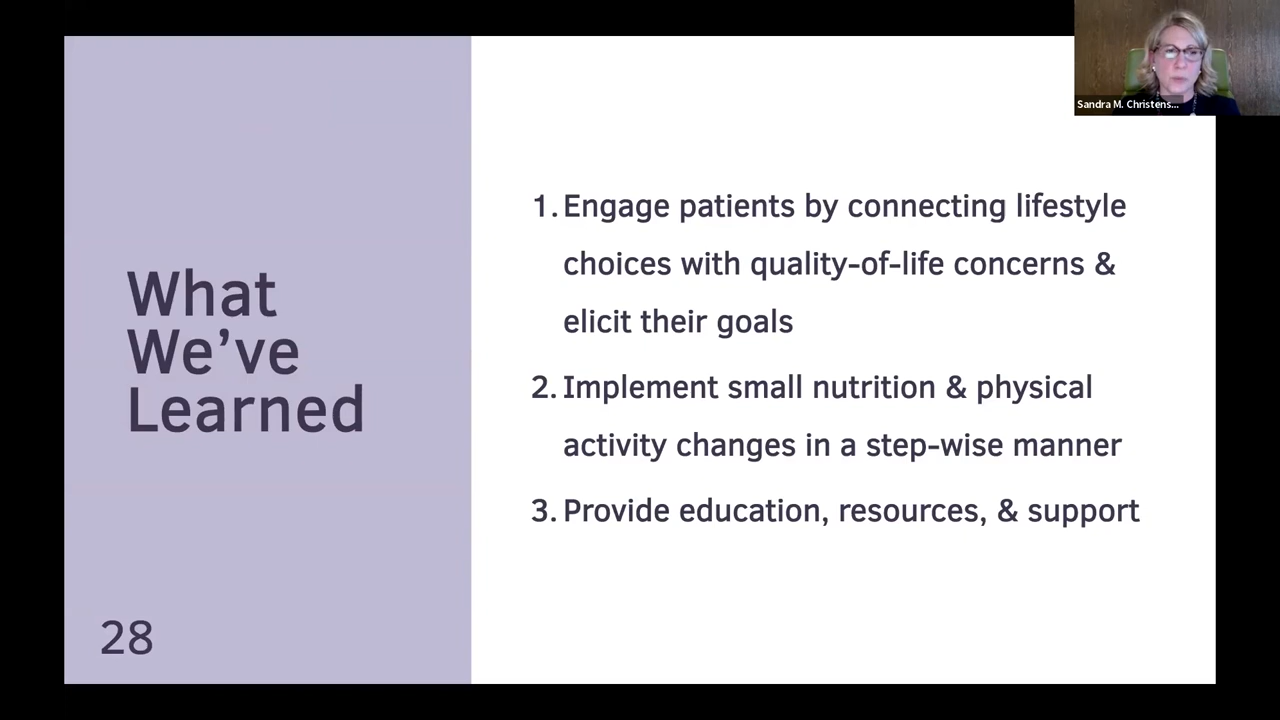 Sandra M. Christens...
What
We’ve
Learned
1. Engage patients by connecting lifestyle
choices with quality-of-life concerns &
elicit their goals
2. Implement small nutrition & physical
activity changes in a step-wise manner
3. Provide education, resources, & support
28